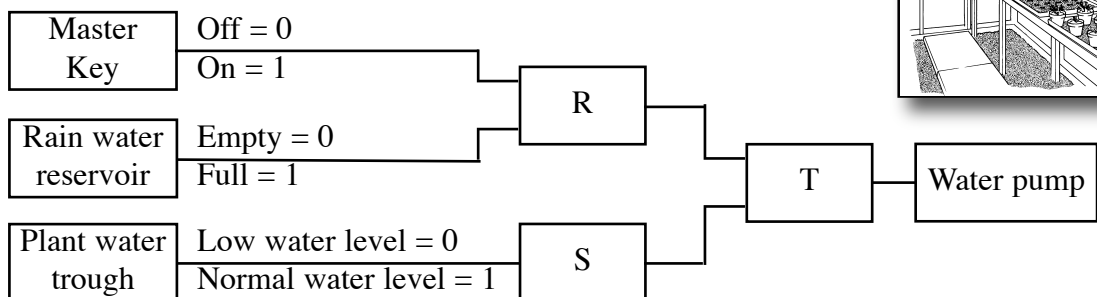 Master
Key
Off = 0
On = 1
R
Rain water
reservoir
Empty = 0
Full = 1
T
Water pump
Plant water
trough
Low water level = 0
Normal water level = 1
S